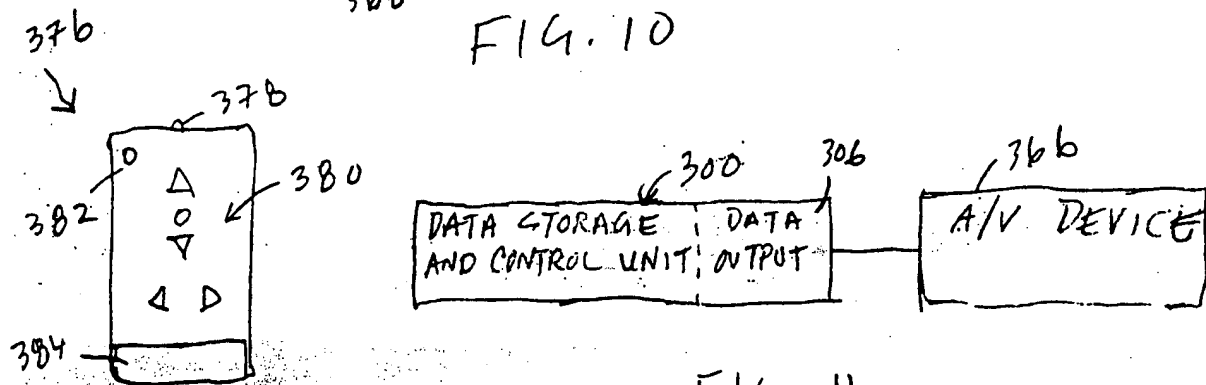 FIG. 10
376
378
382
380
384
300
306
366
DATA STORAGE AND CONTROL UNIT
DATA OUTPUT
A/V DEVICE